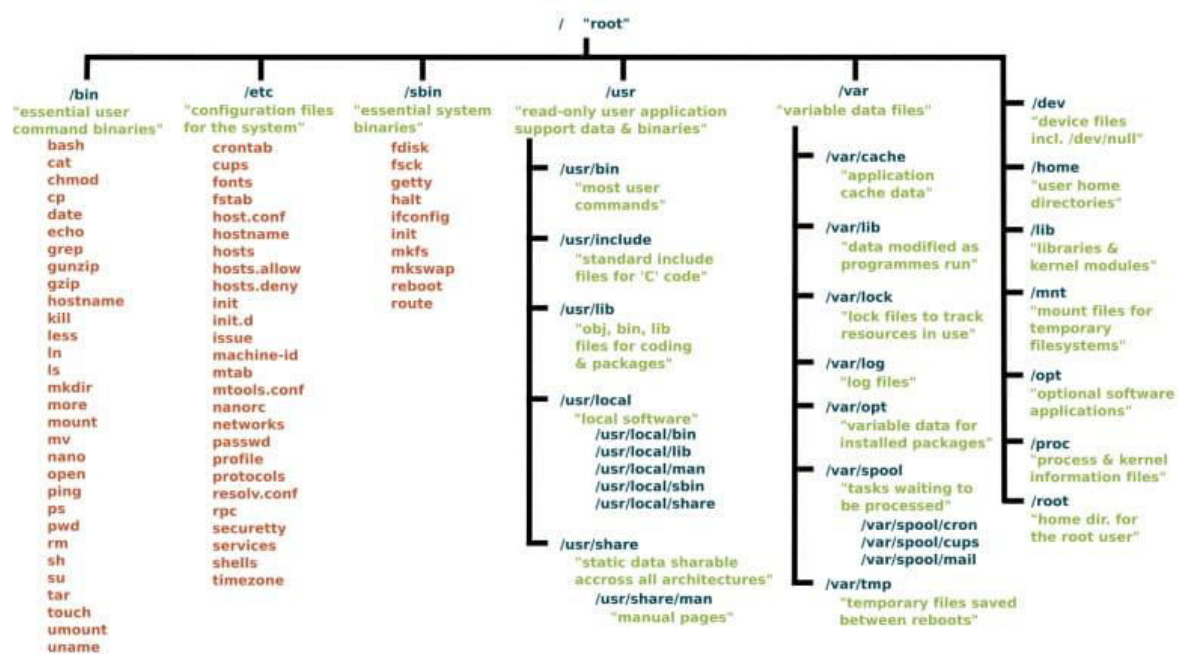 / "root"
/bin
"essential user
command binaries"
bash
cat
chmod
cp
date
echo
grep
gunzip
gzip
hostname
kill
less
ln
ls
mkdir
more
mount
mv
nano
open
ping
ps
pwd
rm
sh
su
tar
touch
umount
uname
/etc
"configuration files
for the system"
crontab
cups
fonts
fstab
host.conf
hostname
hosts
hosts.allow
hosts.deny
init
init.d
issue
machine-id
mtab
mtools.conf
nanorc
networks
passwd
profile
protocols
resolv.conf
rpc
securetty
services
shells
timezone
/sbin
"essential system
binaries"
fdisk
fsck
getty
halt
ifconfig
init
mkfs
mkswap
reboot
route
/usr
"read-only user application
support data & binaries"
/usr/bin
"most user
commands"
/usr/include
"standard include
files for 'C' code"
/usr/lib
"obj, bin, lib
files for coding
& packages"
/usr/local
"local software"
/usr/local/bin
/usr/local/lib
/usr/local/man
/usr/local/sbin
/usr/local/share
/usr/share
"static data sharable
accross all architectures"
/usr/share/man
"manual pages"
/var
"variable data files"
/var/cache
"application
cache data"
/var/lib
"data modified as
programmes run"
/var/lock
"lock files to track
resources in use"
/var/log
"log files"
/var/opt
"variable data for
installed packages"
/var/spool
"tasks waiting to
be processed"
/var/spool/cron
/var/spool/cups
/var/spool/mail
/var/tmp
"temporary files saved
between reboots"
/dev
"device files
incl. /dev/null"
/home
"user home
directories"
/lib
"libraries &
kernel modules"
/mnt
"mount files for
temporary
filesystems"
/opt
"optional software
applications"
/proc
"process & kernel
information files"
/root
"home dir. for
the root user"